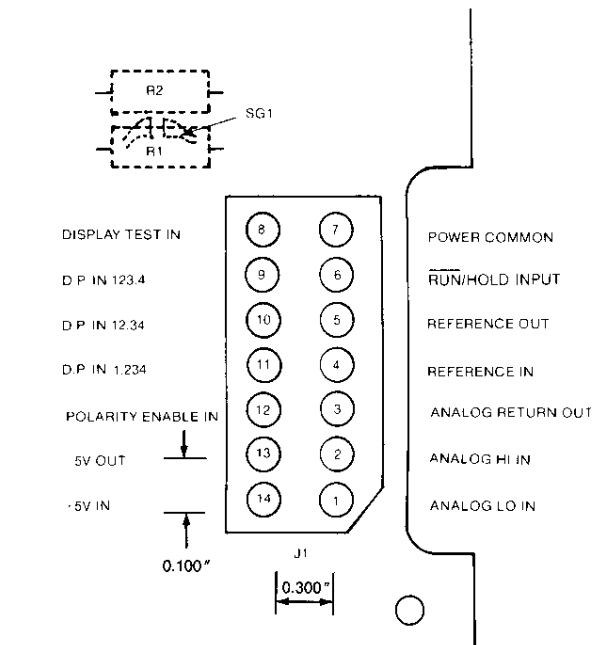 R2
SG1
R1
DISPLAY TEST IN 8 7 POWER COMMON
D.P IN 123.4 9 6 R̅U̅N̅/HOLD INPUT
D.P IN 12.34 10 5 REFERENCE OUT
D.P IN 1.234 11 4 REFERENCE IN
POLARITY ENABLE IN 12 3 ANALOG RETURN OUT
5V OUT 13 2 ANALOG HI IN
-5V IN 14 1 ANALOG LO IN
J1
0.100"
0.300"